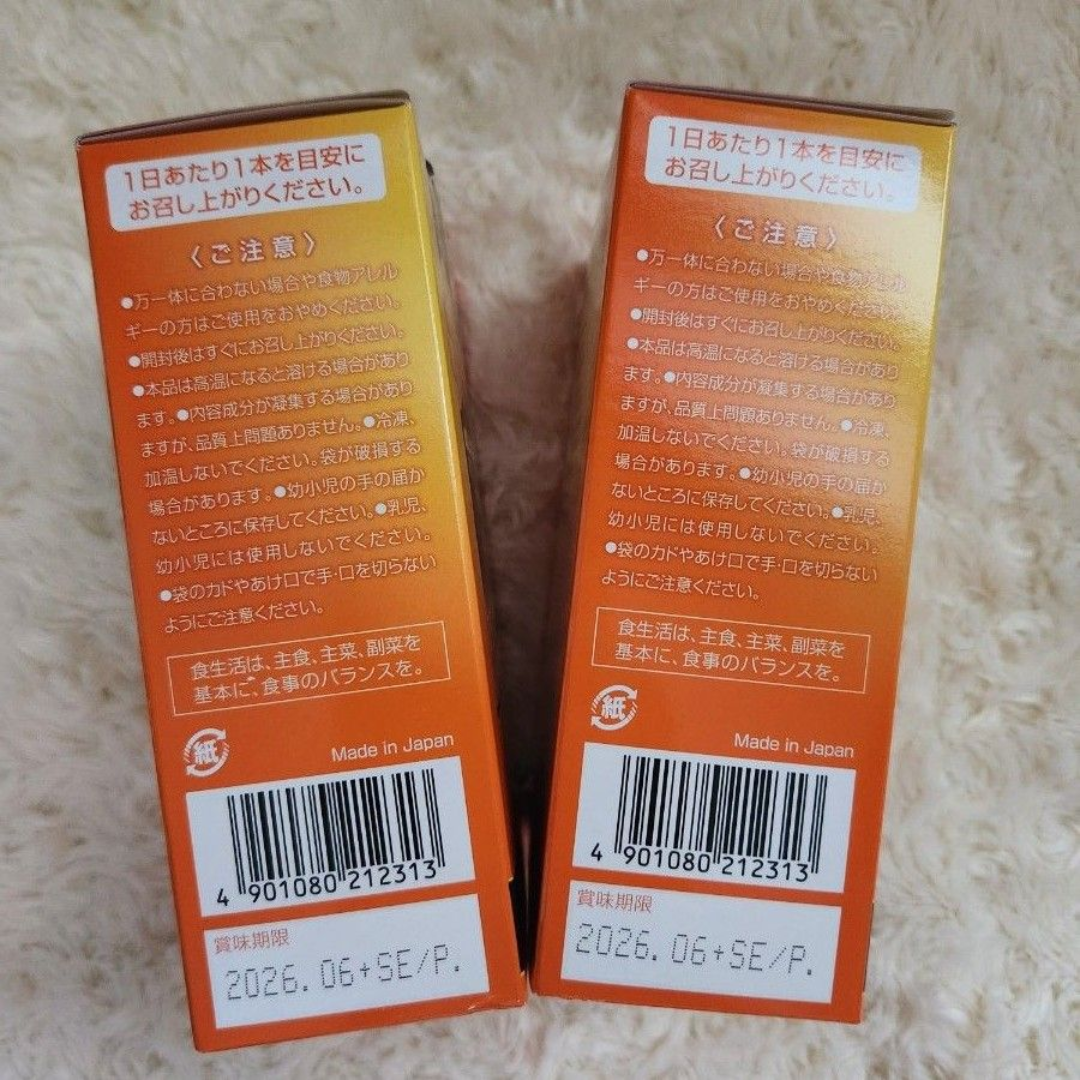 1日あたり1本を目安に
お召し上がりください。
〈ご注意〉
●万一体に合わない場合や食物アレル
ギーの方はご使用をおやめください。
●開封後はすぐにお召し上がりください。
●本品は高温になると溶ける場合があり
ます。●内容成分が凝集する場合があり
ますが、品質上問題ありません。●冷凍、
加温しないでください。袋が破損する
場合があります。●幼小児の手の届か
ないところに保存してください。●乳児、
幼小児には使用しないでください。
●袋のカドやあけ口で手・口を切らない
ようにご注意ください。
食生活は、主食、主菜、副菜を
基本に、食事のバランスを。
紙
Made in Japan
4 901080 212313
賞味期限
2026.06+SE/P.
1日あたり1本を目安に
お召し上がりください。
〈ご注意〉
●万一体に合わない場合や食物アレル
ギーの方はご使用をおやめください。
●開封後はすぐにお召し上がりください。
●本品は高温になると溶ける場合があり
ます。●内容成分が凝集する場合があり
ますが、品質上問題ありません。●冷凍、
加温しないでください。袋が破損する
場合があります。●幼小児の手の届か
ないところに保存してください。●乳児、
幼小児には使用しないでください。
●袋のカドやあけ口で手・口を切らない
ようにご注意ください。
食生活は、主食、主菜、副菜を
基本に、食事のバランスを。
紙
Made in Japan
4 901080 212313
賞味期限
2026.06+SE/P.